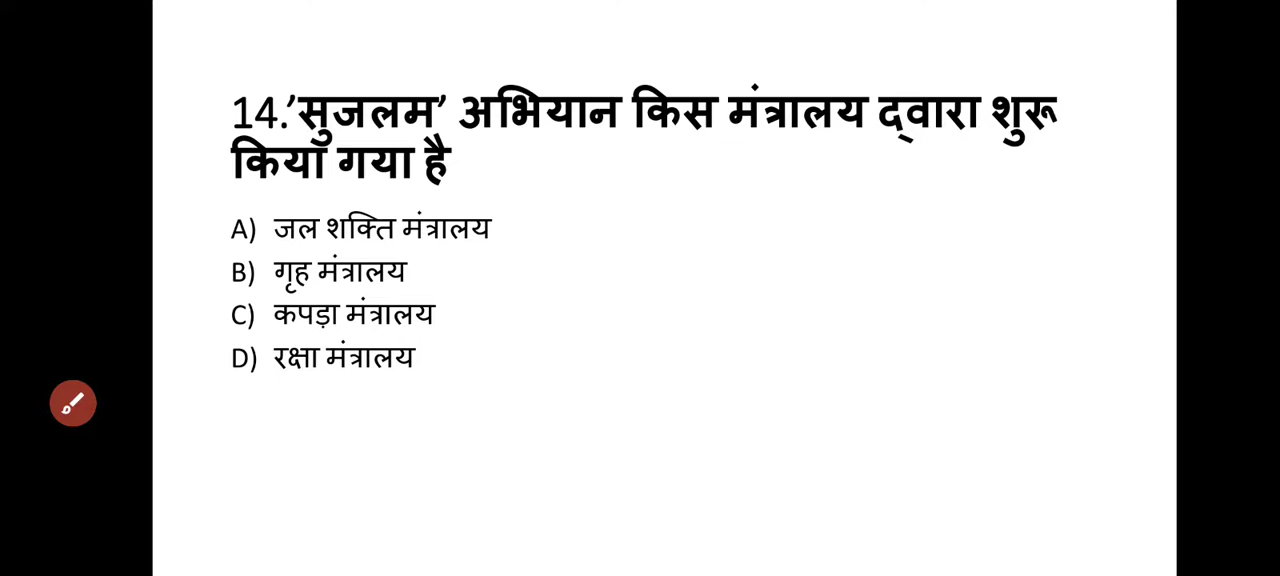 14.’सुजलम’ अभियान किस मंत्रालय द्वारा शुरू
किया गया है
A) जल शक्ति मंत्रालय
B) गृह मंत्रालय
C) कपड़ा मंत्रालय
D) रक्षा मंत्रालय